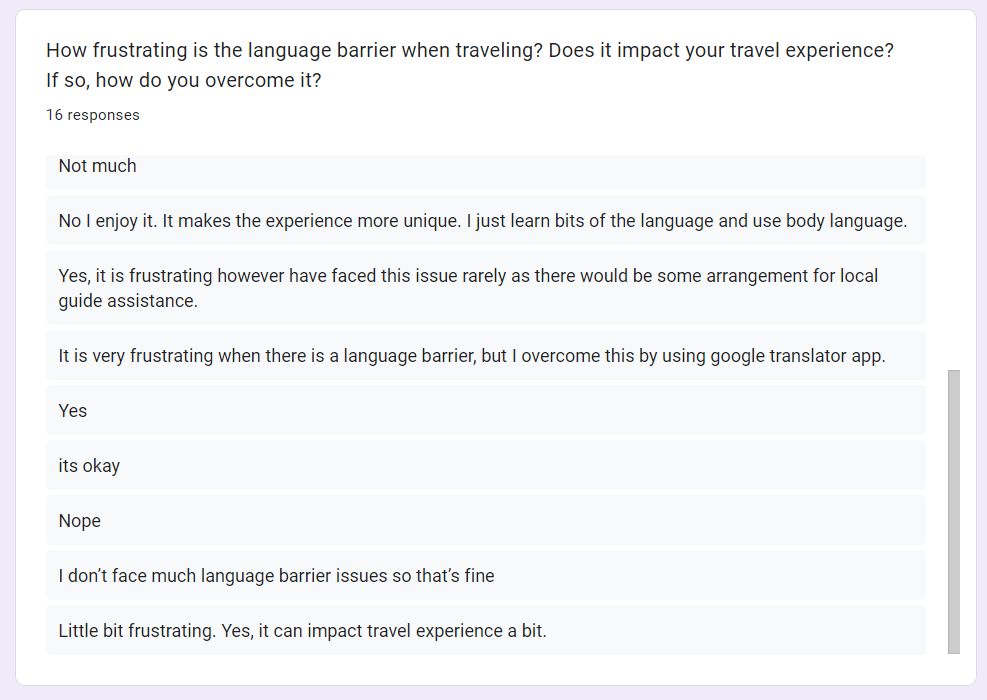 How frustrating is the language barrier when traveling? Does it impact your travel experience?
If so, how do you overcome it?
16 responses
Not much
No I enjoy it. It makes the experience more unique. I just learn bits of the language and use body language.
Yes, it is frustrating however have faced this issue rarely as there would be some arrangement for local
guide assistance.
It is very frustrating when there is a language barrier, but I overcome this by using google translator app.
Yes
its okay
Nope
I don’t face much language barrier issues so that’s fine
Little bit frustrating. Yes, it can impact travel experience a bit.